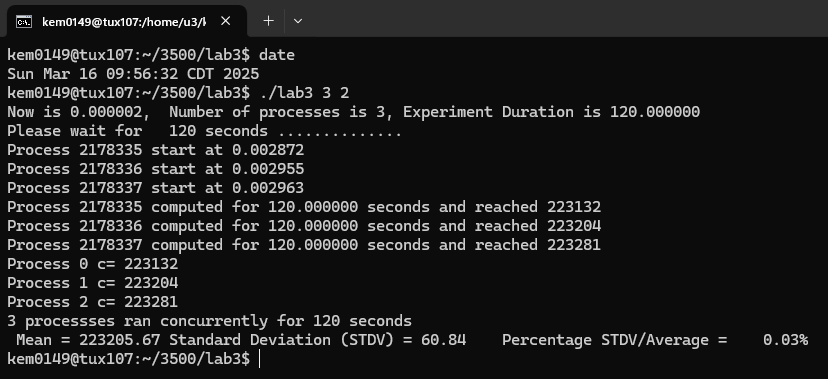 kem0149@tux107:/home/u3/k
kem0149@tux107:~/3500/lab3$ date
Sun Mar 16 09:56:32 CDT 2025
kem0149@tux107:~/3500/lab3$ ./lab3 3 2
Now is 0.000002,  Number of processes is 3, Experiment Duration is 120.000000
Please wait for   120 seconds ..............
Process 2178335 start at 0.002872
Process 2178336 start at 0.002955
Process 2178337 start at 0.002963
Process 2178335 computed for 120.000000 seconds and reached 223132
Process 2178336 computed for 120.000000 seconds and reached 223204
Process 2178337 computed for 120.000000 seconds and reached 223281
Process 0 c= 223132
Process 1 c= 223204
Process 2 c= 223281
3 processses ran concurrently for 120 seconds
 Mean = 223205.67 Standard Deviation (STDV) = 60.84    Percentage STDV/Average =    0.03%
kem0149@tux107:~/3500/lab3$